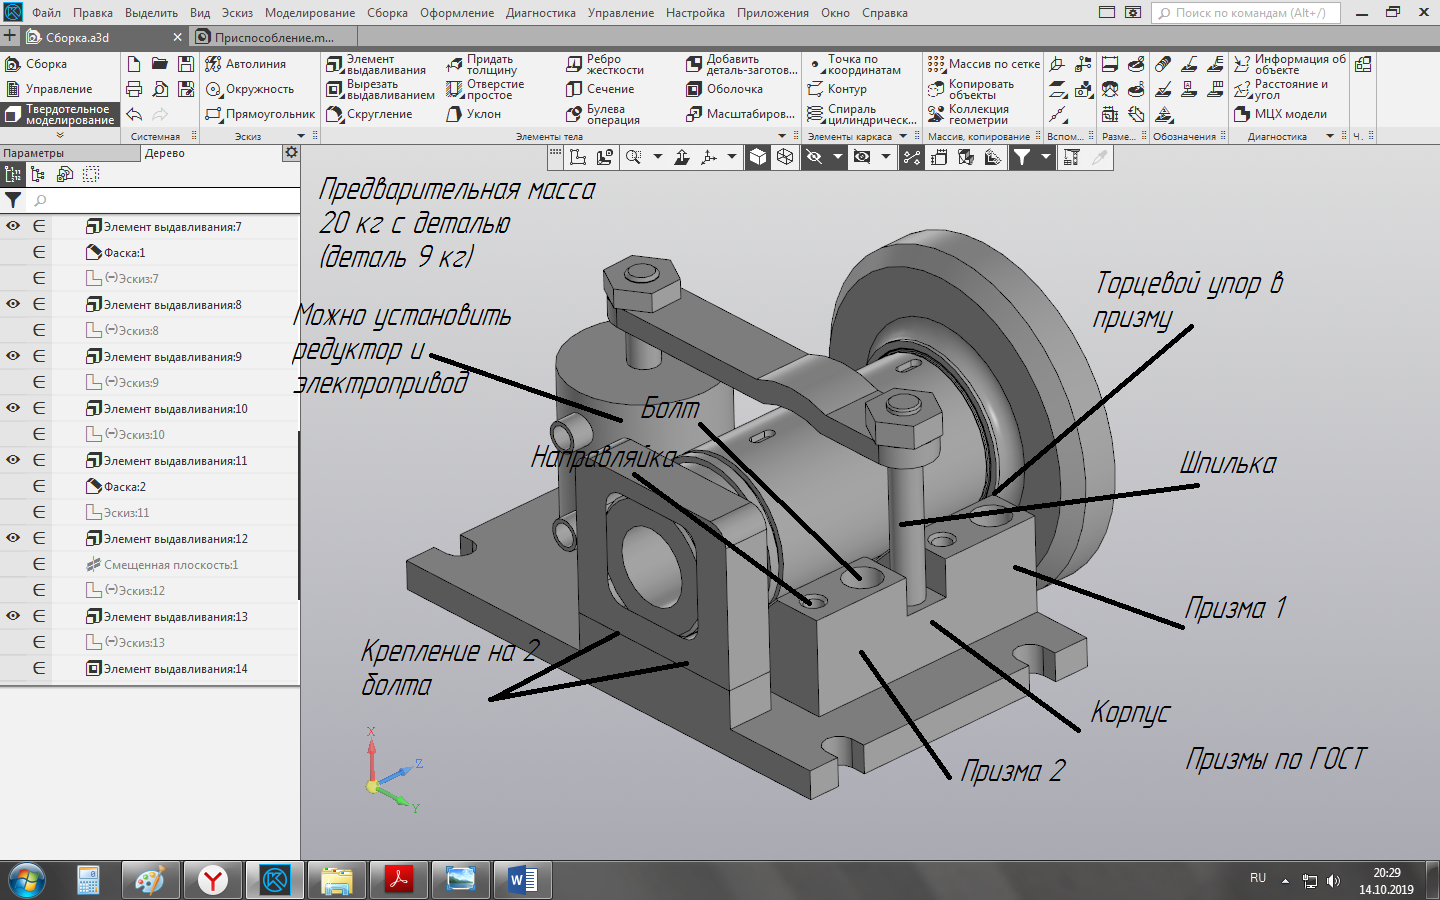 Файл Правка Выделить Вид Эскиз Моделирование Сборка Оформление Диагностика Управление Настройка Приложения Окно Справка
Поиск по командам (Alt+/)
Сборка.a3d
Приспособление.m...
Сборка
Управление
Твердотельное моделирование
Системная
Автолиния
Окружность
Прямоугольник
Эскиз
Элемент выдавливания
Вырезать выдавливанием
Скругление
Придать толщину
Отверстие простое
Уклон
Ребро жесткости
Сечение
Булева операция
Добавить деталь-заготов...
Оболочка
Масштабиров...
Элементы тела
Точка по координатам
Контур
Спираль цилиндрическ...
Элементы каркаса
Массив по сетке
Копировать объекты
Коллекция геометрии
Массив, копирование
Вспом...
Разме...
Обозначения
Информация об объекте
Расстояние и угол
МЦХ модели
Диагностика
Ч...
Параметры
Дерево
Элемент выдавливания:7
Фаска:1
(−)Эскиз:7
Элемент выдавливания:8
(−)Эскиз:8
Элемент выдавливания:9
(−)Эскиз:9
Элемент выдавливания:10
(−)Эскиз:10
Элемент выдавливания:11
Фаска:2
Эскиз:11
Элемент выдавливания:12
Смещенная плоскость:1
(−)Эскиз:12
Элемент выдавливания:13
(−)Эскиз:13
Элемент выдавливания:14
Предварительная масса
20 кг с деталью
(деталь 9 кг)
Можно установить
редуктор и
электропривод
Торцевой упор в
призму
Болт
Направляйка
Шпилька
Призма 1
Крепление на 2
болта
Корпус
Призма 2
Призмы по ГОСТ
X
Z
Y
RU
20:29
14.10.2019